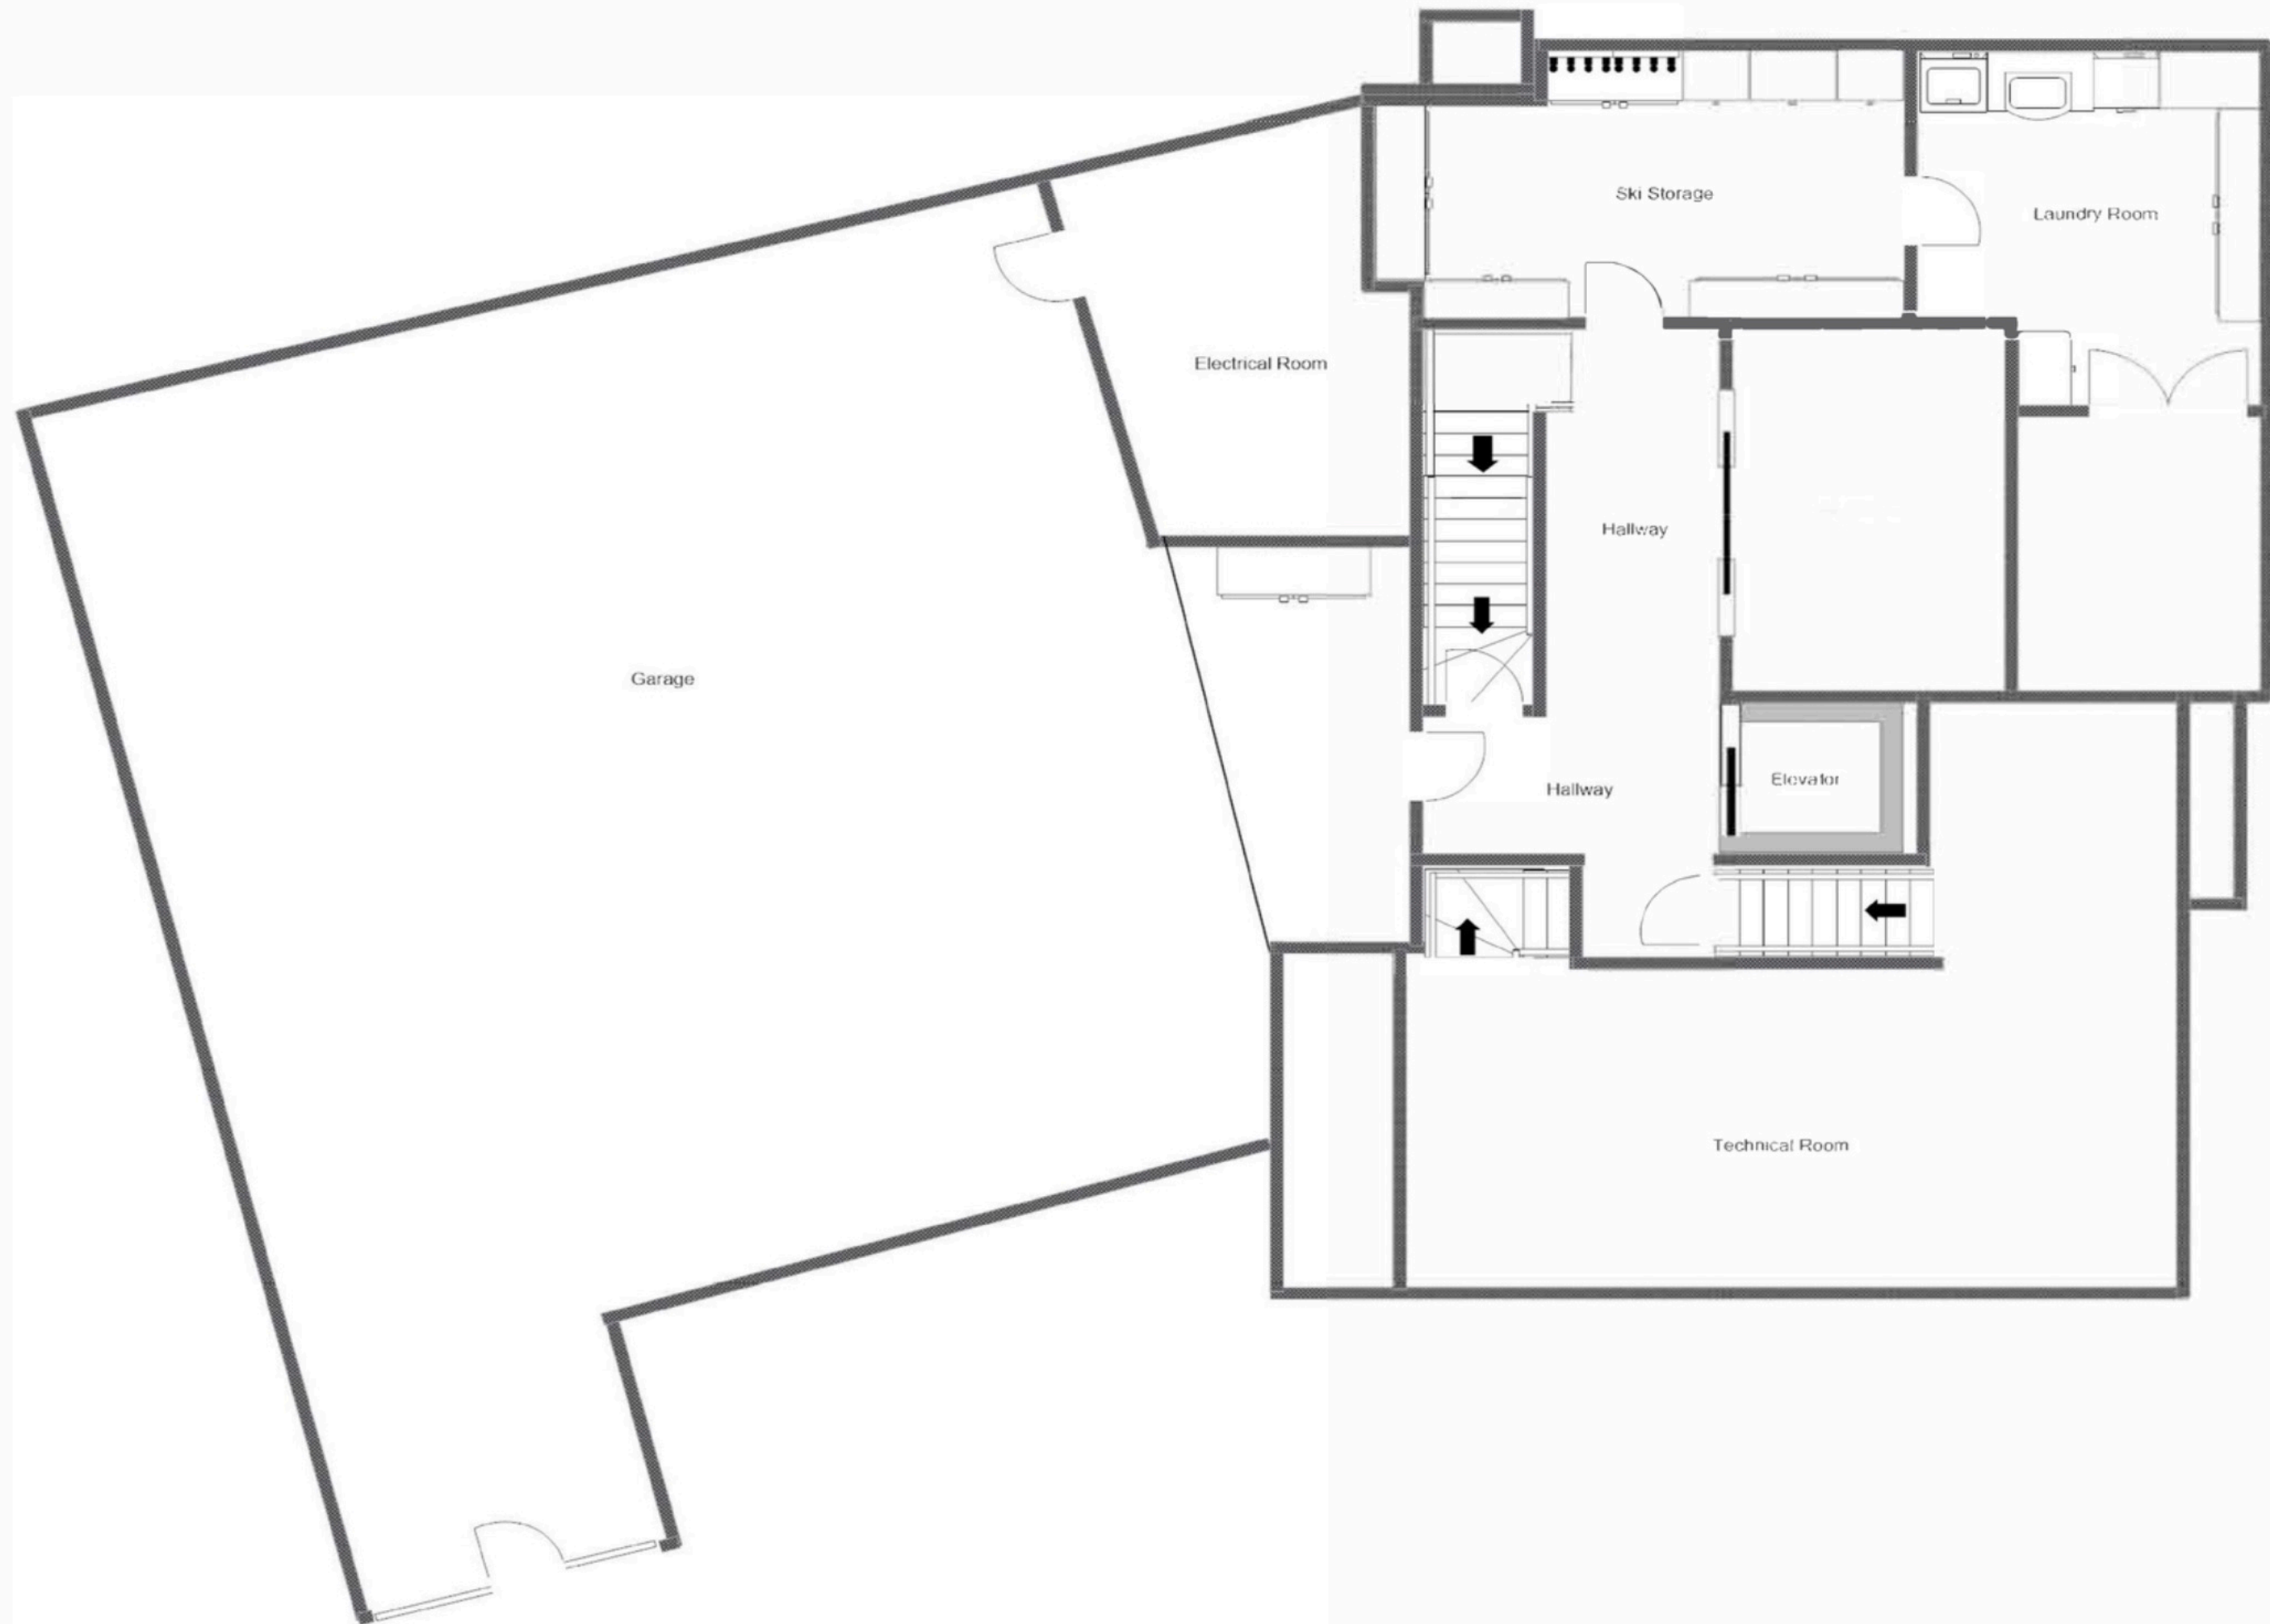 Ski Storage
Laundry Room
Electrical Room
Hallway
Garage
Hallway
Elevator
Technical Room